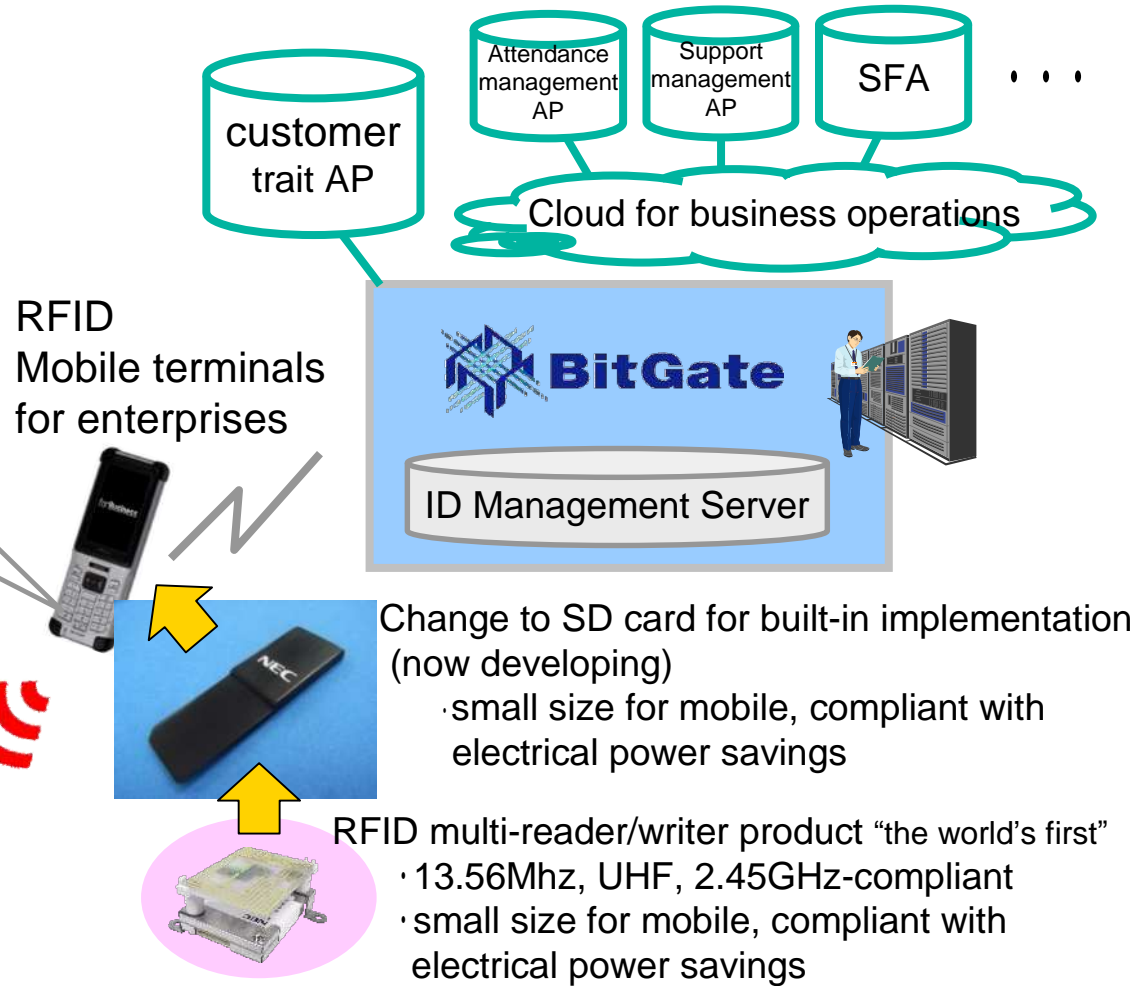 Attendance
management
AP
Support
management
AP
SFA
• • •
customer
trait AP
Cloud for business operations
RFID
Mobile terminals
for enterprises
BitGate
ID Management Server
for Business
NEC
Change to SD card for built-in implementation
(now developing)
·small size for mobile, compliant with
electrical power savings
RFID multi-reader/writer product “the world’s first”
·13.56Mhz, UHF, 2.45GHz-compliant
·small size for mobile, compliant with
electrical power savings
NEC